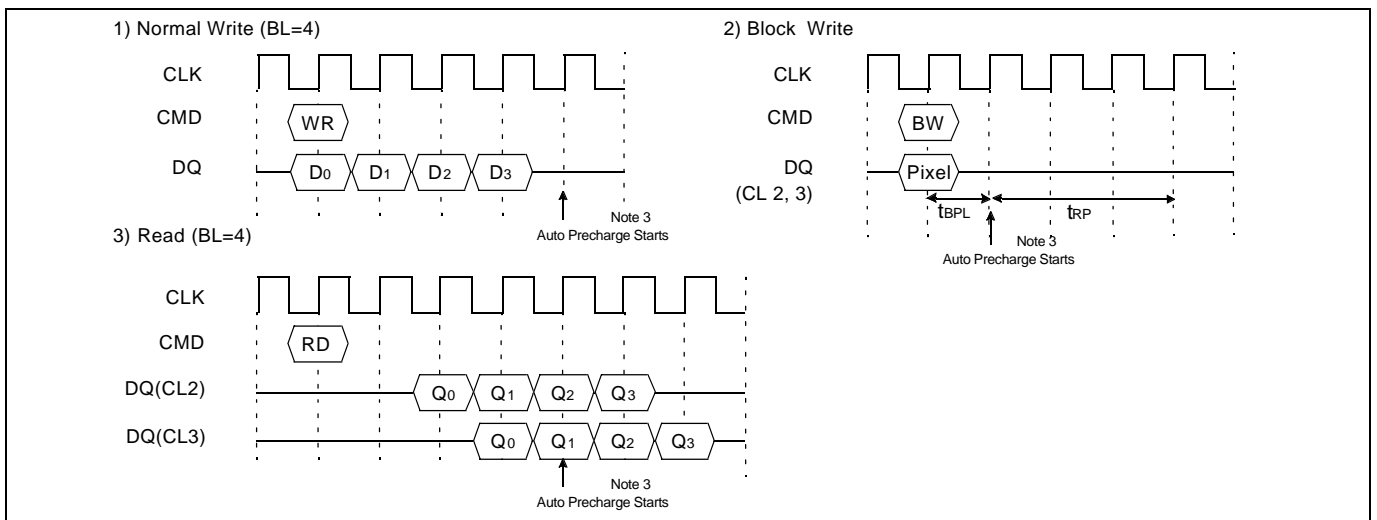 1) Normal Write (BL=4)
CLK
CMD
WR
DQ
D0 D1 D2 D3
Note 3
Auto Precharge Starts
2) Block Write
CLK
CMD
BW
DQ
(CL 2, 3)
Pixel
tBPL tRP
Note 3
Auto Precharge Starts
3) Read (BL=4)
CLK
CMD
RD
DQ(CL2)
Q0 Q1 Q2 Q3
DQ(CL3)
Q0 Q1 Q2 Q3
Note 3
Auto Precharge Starts